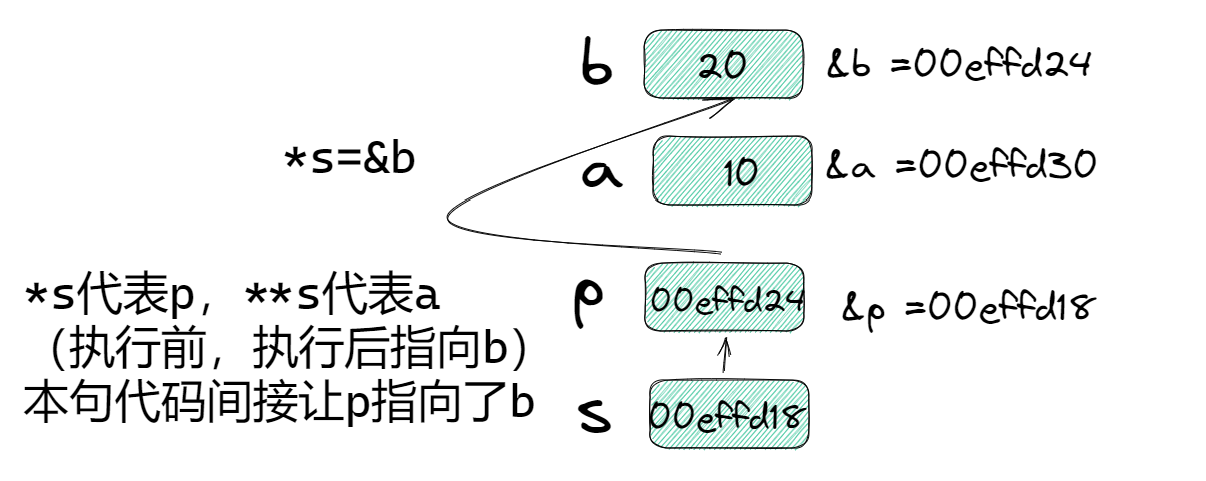 b 20 &b =00effd24
*s=&b
a 10 &a =00effd30
*s代表p，**s代表a
（执行前，执行后指向b）
本句代码间接让p指向了b
p 00effd24 &p =00effd18
s 00effd18